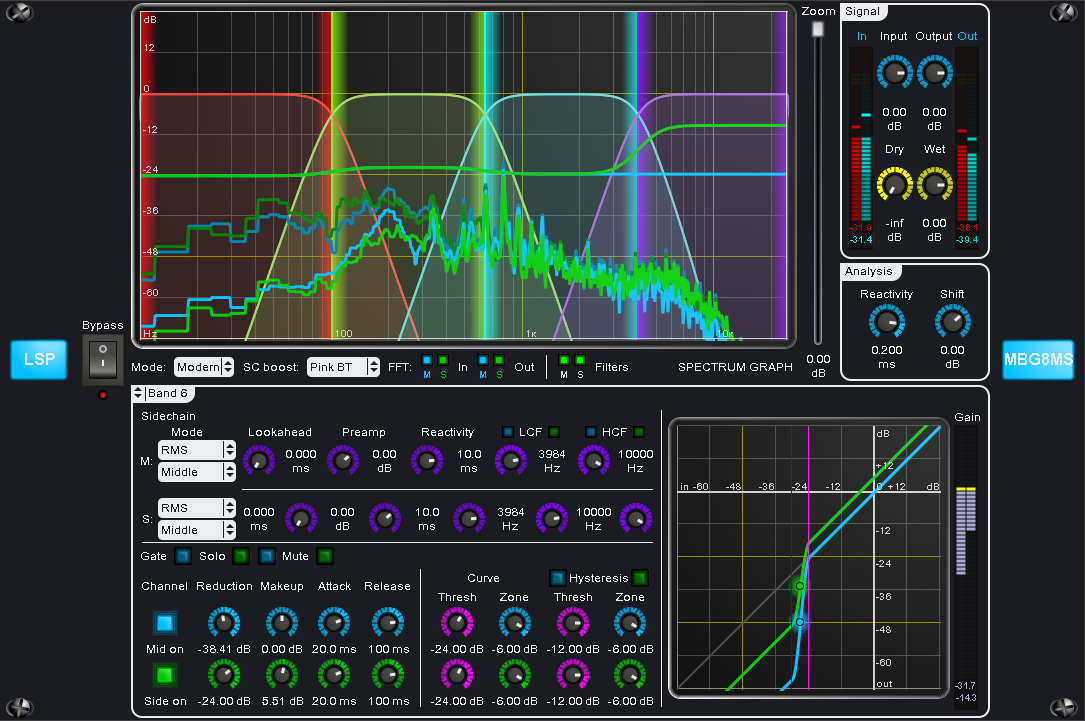 Zoom
Signal
dB
12
0
-12
-24
-36
-48
-60
Hz
100
1K
10K
In Input Output Out
0.00 0.00
dB dB
Dry Wet
-inf 0.00
dB dB
-31.9 -36.1
-31.4 -39.4
Analysis
Reactivity Shift
0.200 0.00
ms dB
Bypass
LSP
MBG8MS
0.00
dB
Mode: Modern SC boost: Pink BT FFT: M S In M S Out M S Filters SPECTRUM GRAPH
Band 6
Sidechain
Mode Lookahead Preamp Reactivity LCF HCF
M: RMS 0.000 0.00 10.0 3984 10000
Middle ms dB ms Hz Hz
S: RMS 0.000 0.00 10.0 3984 10000
Middle ms dB ms Hz Hz
Gate Solo Mute
Channel Reduction Makeup Attack Release
Mid on -38.41 dB 0.00 dB 20.0 ms 100 ms
Side on -24.00 dB 5.51 dB 20.0 ms 100 ms
Curve Hysteresis
Thresh Zone Thresh Zone
-24.00 dB -6.00 dB -12.00 dB -6.00 dB
-24.00 dB -6.00 dB -12.00 dB -6.00 dB
Gain
dB
+12
in -60 -48 -36 -24 -12 0 +12 dB
-12
-24
-36
-48
-60
out
-31.7
-14.3